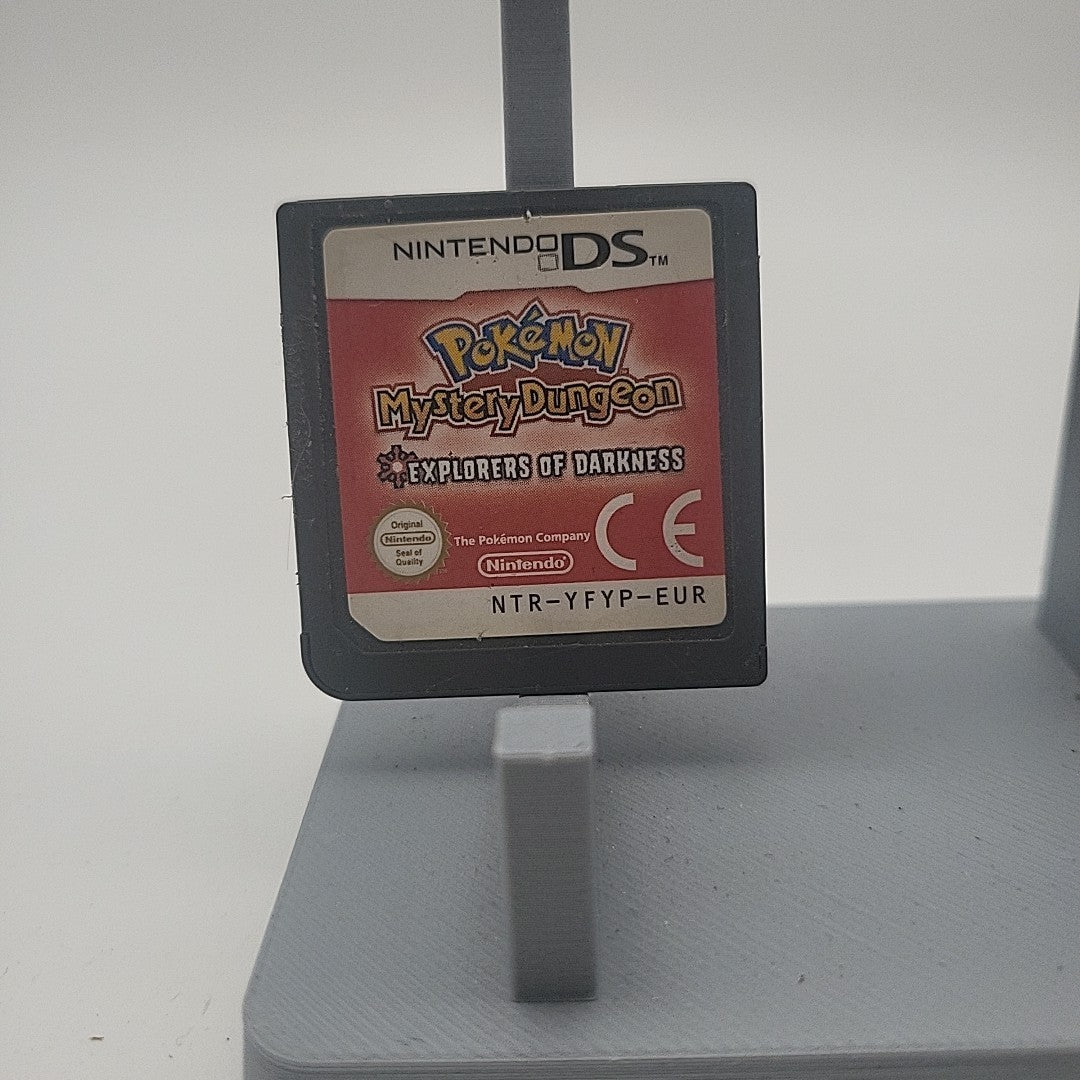 NINTENDO DS™
POKéMON
Mystery Dungeon
EXPLORERS OF DARKNESS
Original
Nintendo
Seal of
Quality
The Pokémon Company
Nintendo
CE
NTR-YFYP-EUR